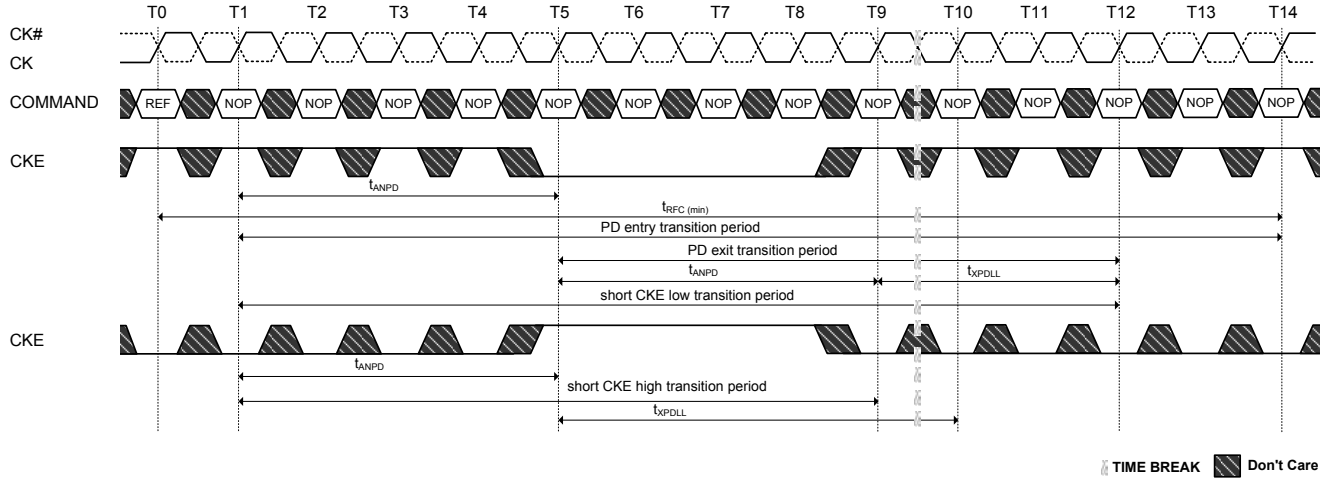 T0 T1 T2 T3 T4 T5 T6 T7 T8 T9 T10 T11 T12 T13 T14
CK#
CK
COMMAND REF NOP NOP NOP NOP NOP NOP NOP NOP NOP NOP NOP NOP NOP NOP
CKE
tANPD
tRFC (min)
PD entry transition period
PD exit transition period
tANPD tXPDLL
short CKE low transition period
CKE
tANPD
short CKE high transition period
tXPDLL
TIME BREAK Don't Care